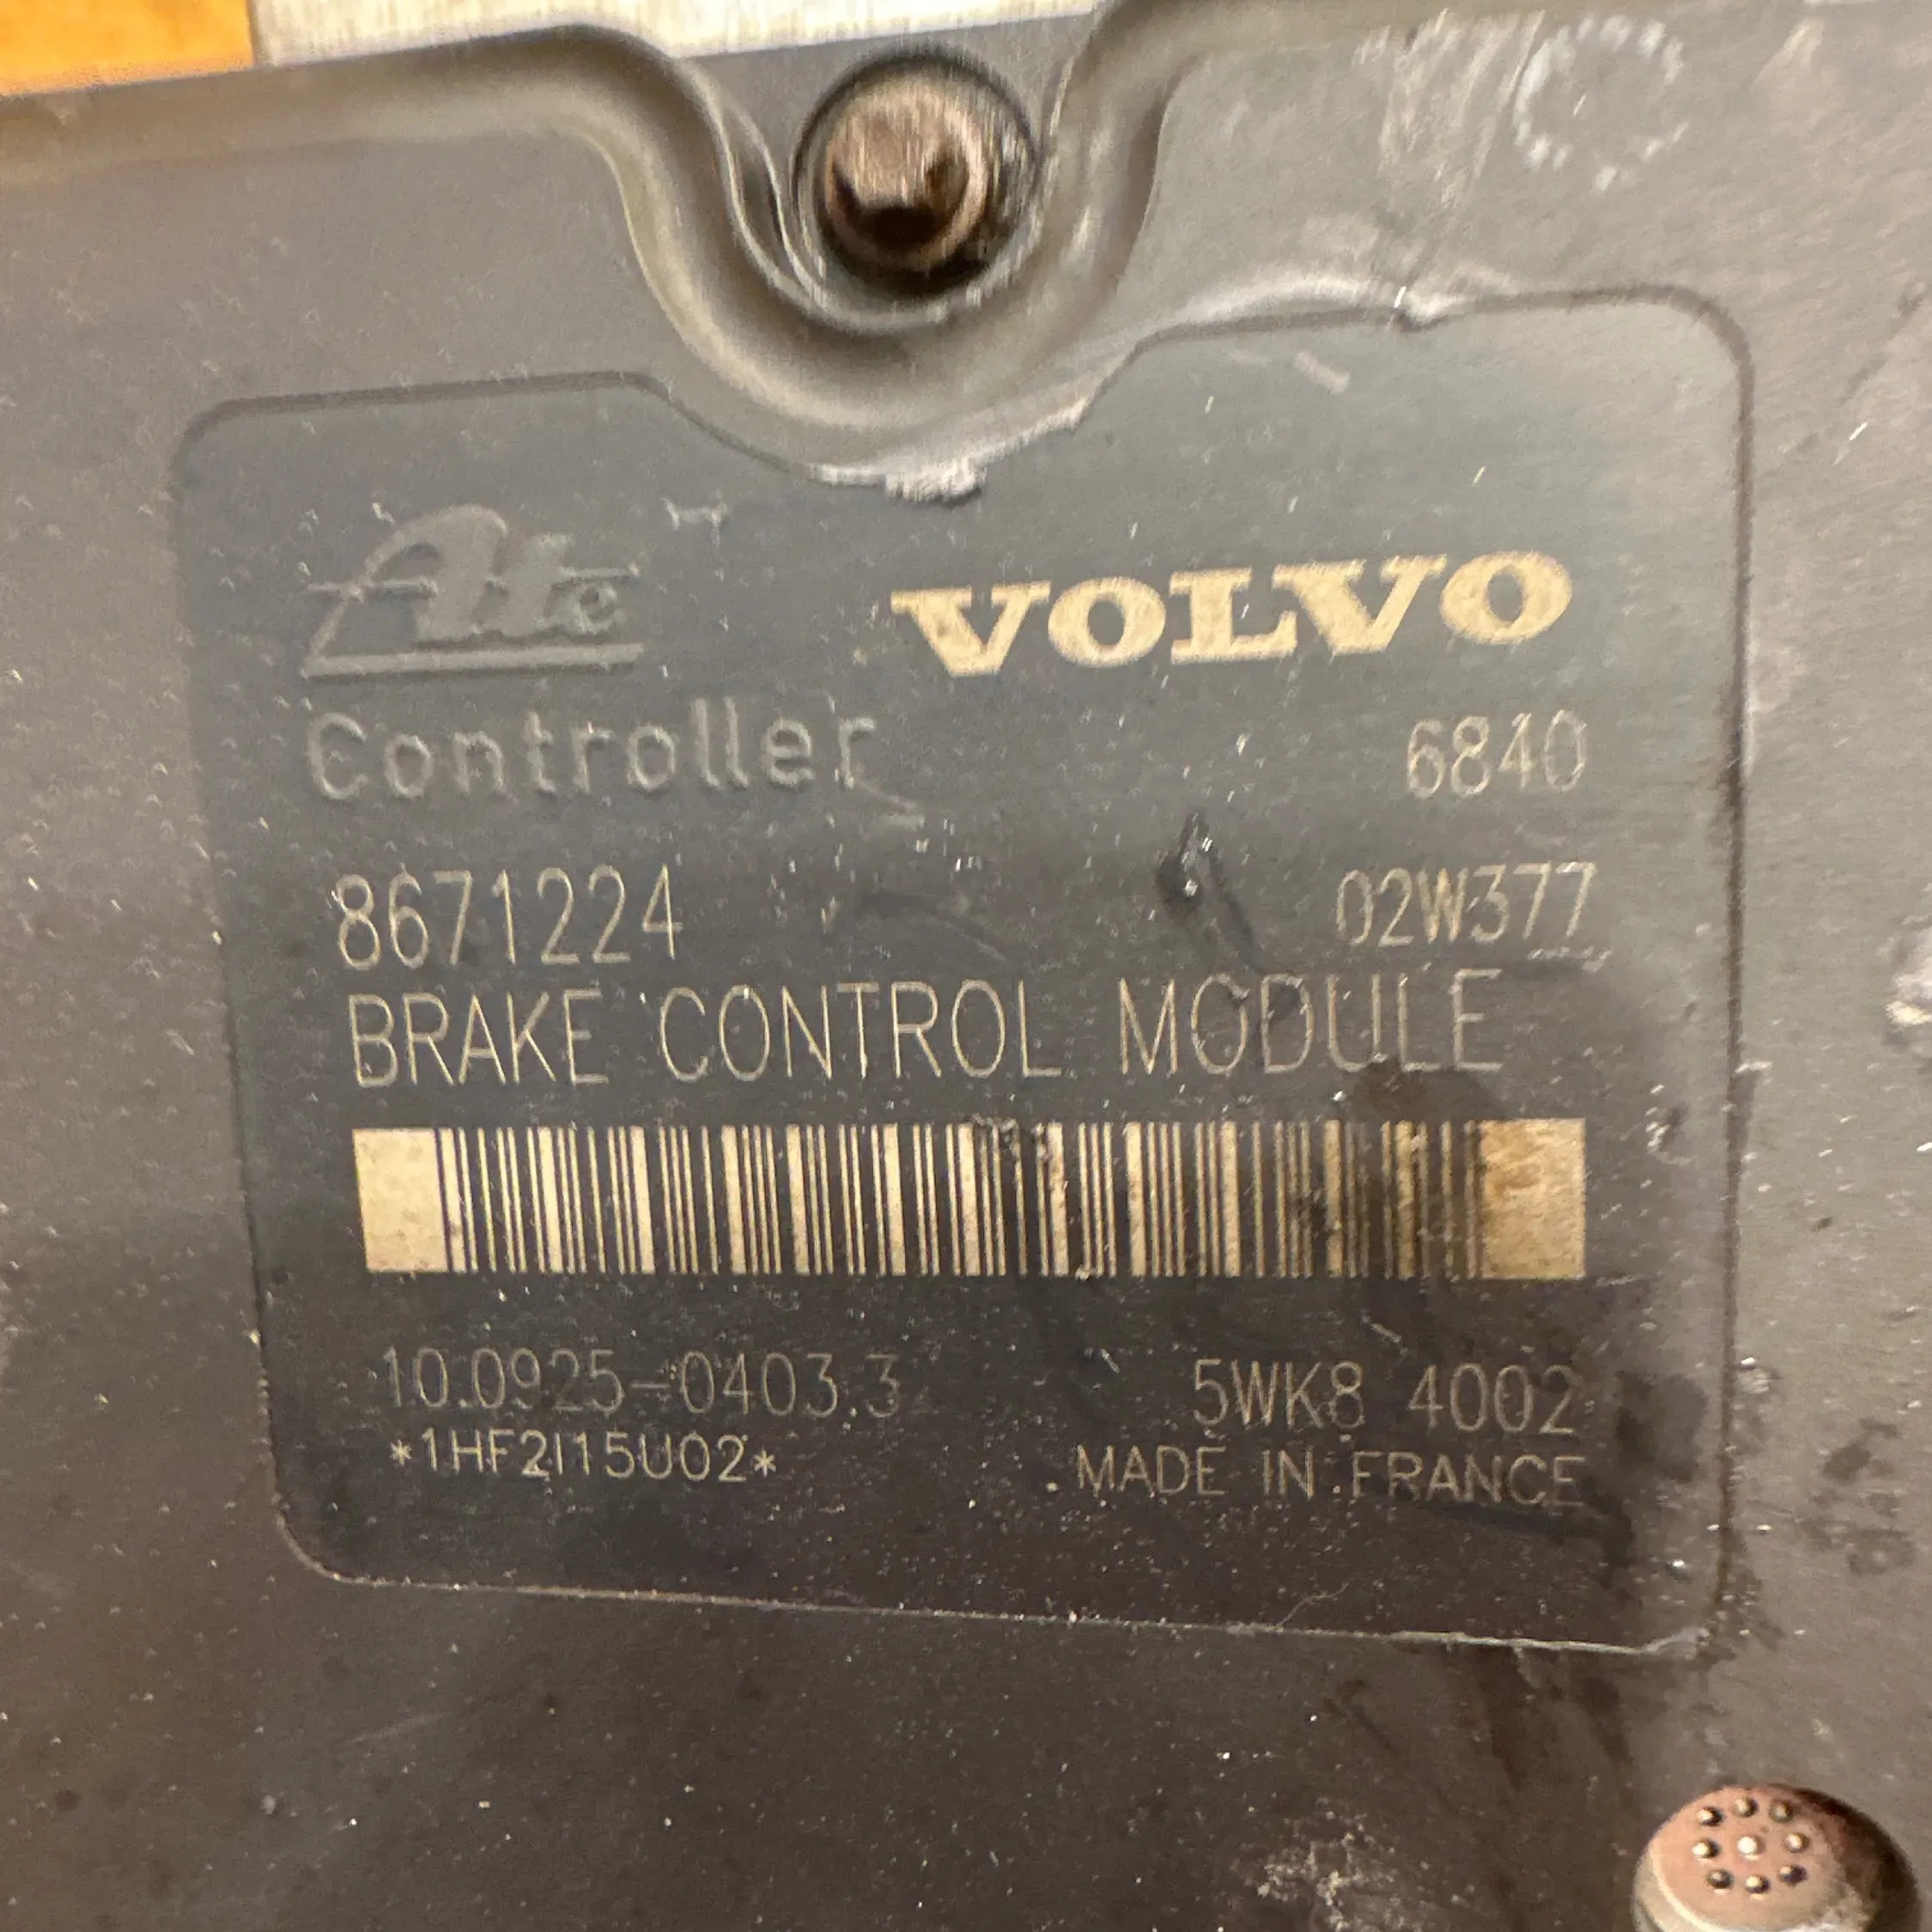 Ate VOLVO
Controller 6840
8671224 02W377
BRAKE CONTROL MODULE
10.0925-0403.3 5WK8 4002
*1HF2I15U02* MADE IN FRANCE